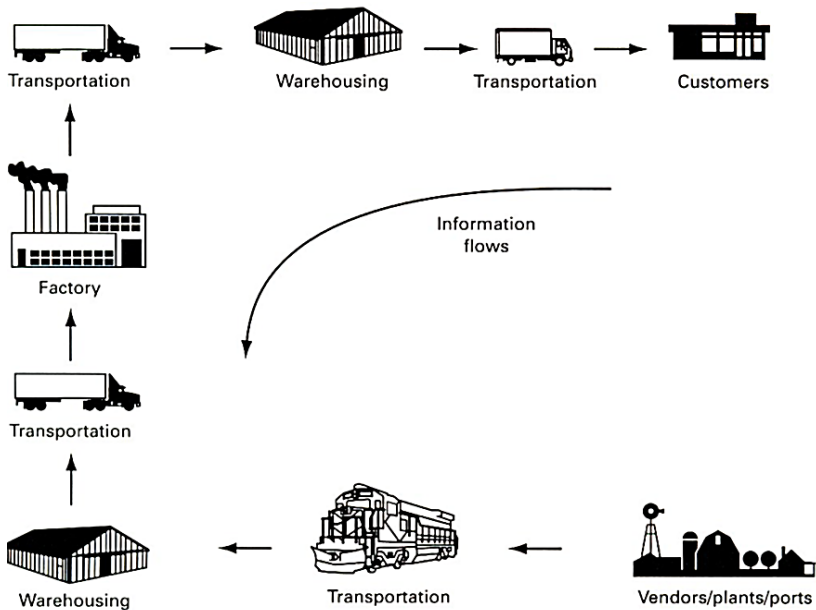 Transportation
Warehousing
Transportation
Customers
Information
flows
Factory
Transportation
Warehousing
Transportation
Vendors/plants/ports